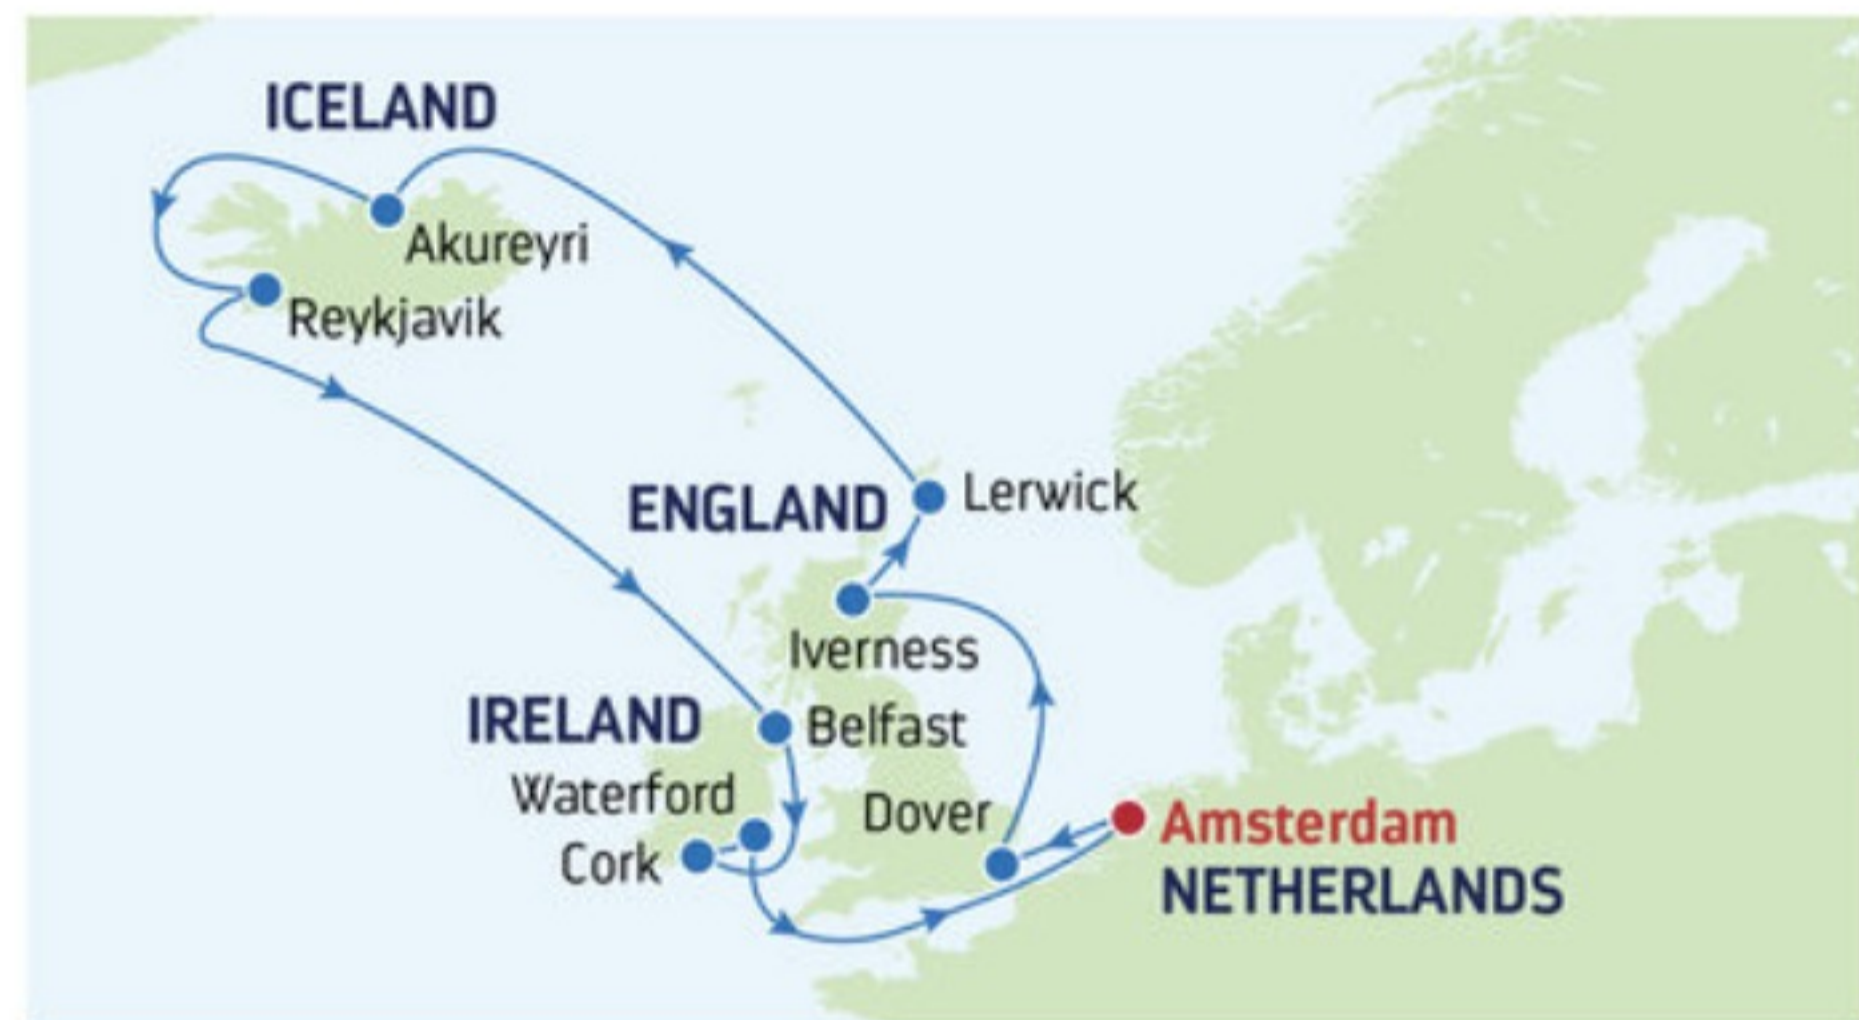 ICELAND
Akureyri
Reykjavik
ENGLAND
Lerwick
Iverness
IRELAND
Belfast
Waterford
Dover
Cork
Amsterdam
NETHERLANDS